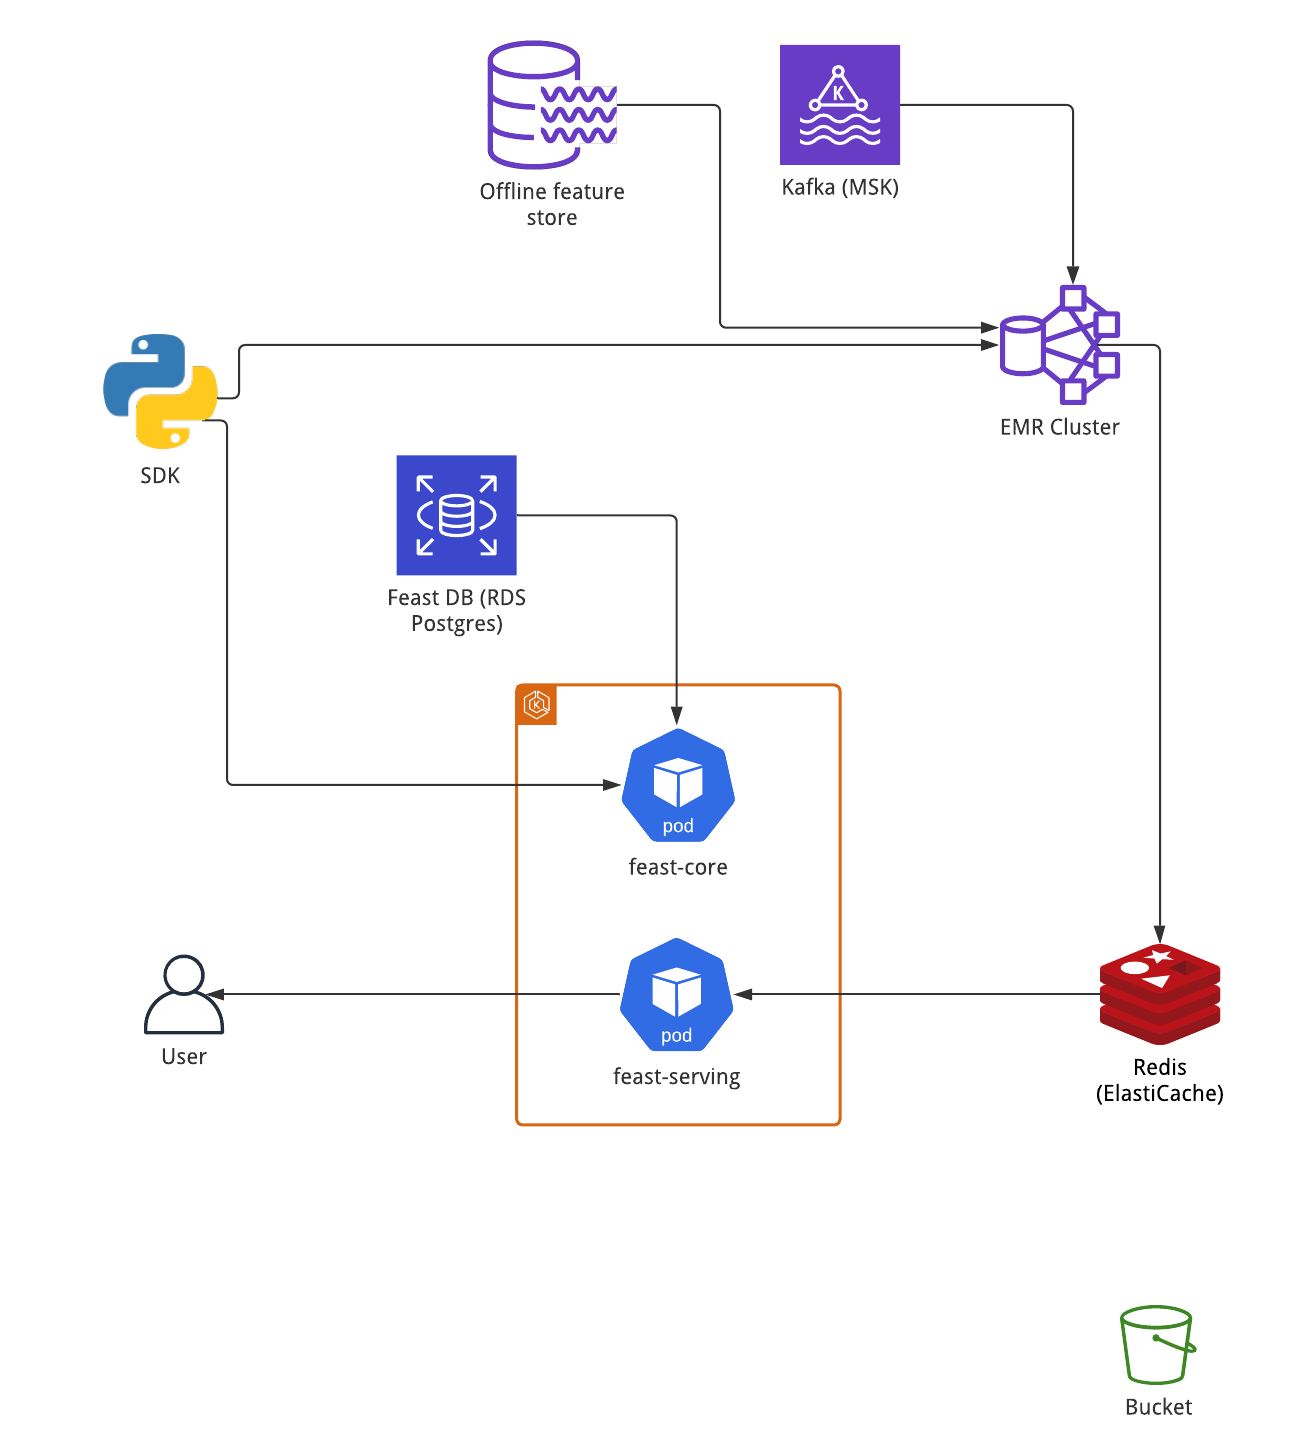 K
Offline feature
store
Kafka (MSK)
EMR Cluster
SDK
Feast DB (RDS
Postgres)
K
pod
feast-core
pod
feast-serving
User
Redis
(ElastiCache)
Bucket